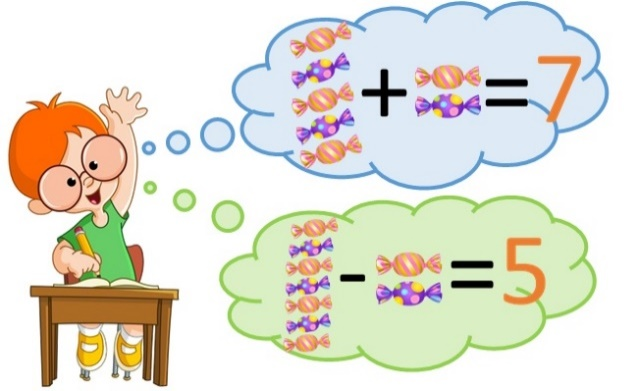 + = 7
- = 5